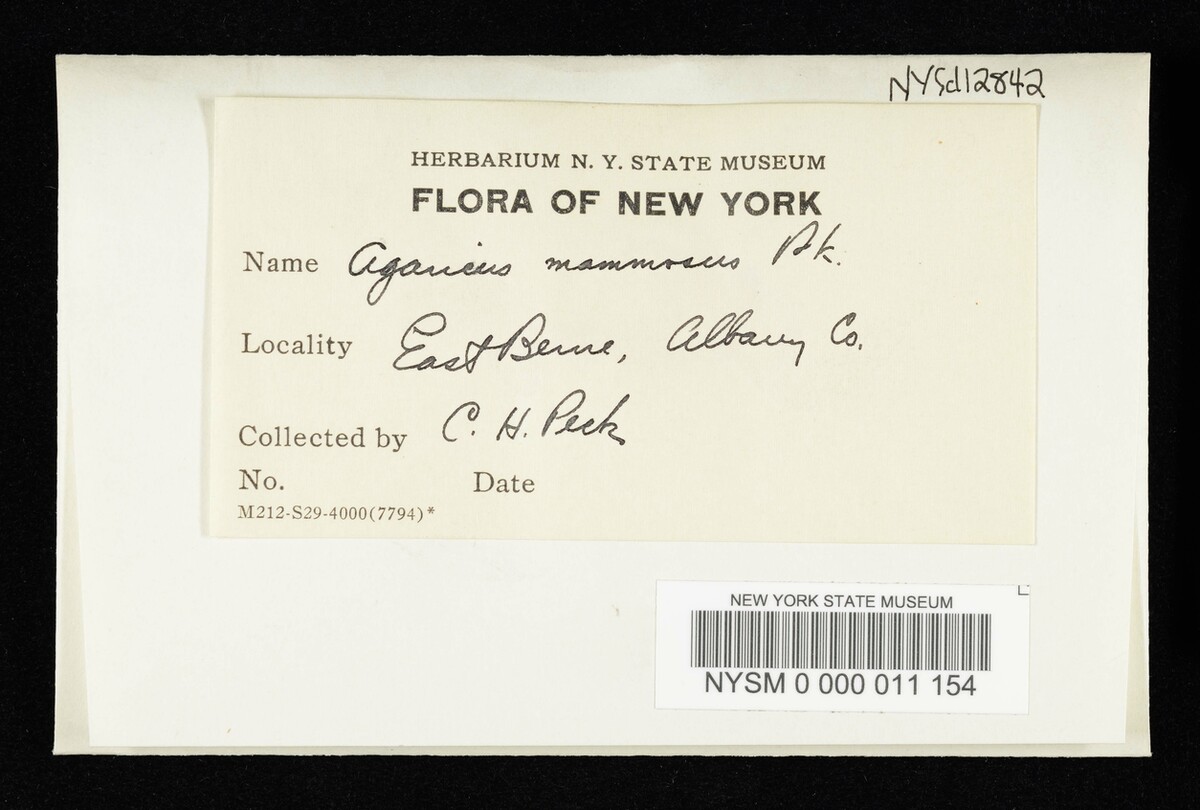 NYSd12842
HERBARIUM N. Y. STATE MUSEUM
FLORA OF NEW YORK
Name Agaricus mammosus Pk.
Locality East Berne, Albany Co.
Collected by C. H. Peck
No. Date
M212-S29-4000(7794)*
NEW YORK STATE MUSEUM
NYSM 0 000 011 154